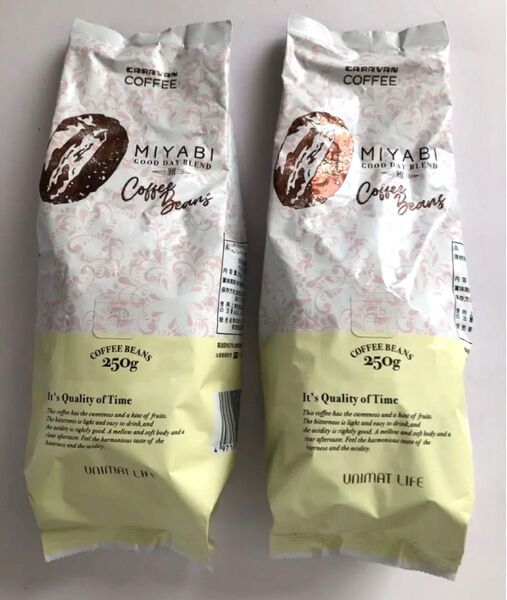 CARAVAN
COFFEE
MIYABI
GOOD DAY BLEND
雅
Coffee
Beans
COFFEE BEANS
250g
It's Quality of Time
This coffee has the sweetness and a hint of fruits.
The bitterness is light and easy to drink,and
the acidity is rightly good. A mellow and soft body and a
clear aftertaste. Feel the harmonious taste of the
bitterness and the acidity.
UNIMAT LIFE
4971
CARAVAN
COFFEE
MIYABI
GOOD DAY BLEND
雅
Coffee
Beans
COFFEE BEANS
250g
It's Quality of Time
This coffee has the sweetness and a hint of fruits.
The bitterness is light and easy to drink,and
the acidity is rightly good. A mellow and soft body and a
clear aftertaste. Feel the harmonious taste of the
bitterness and the acidity.
UNIMAT LIFE